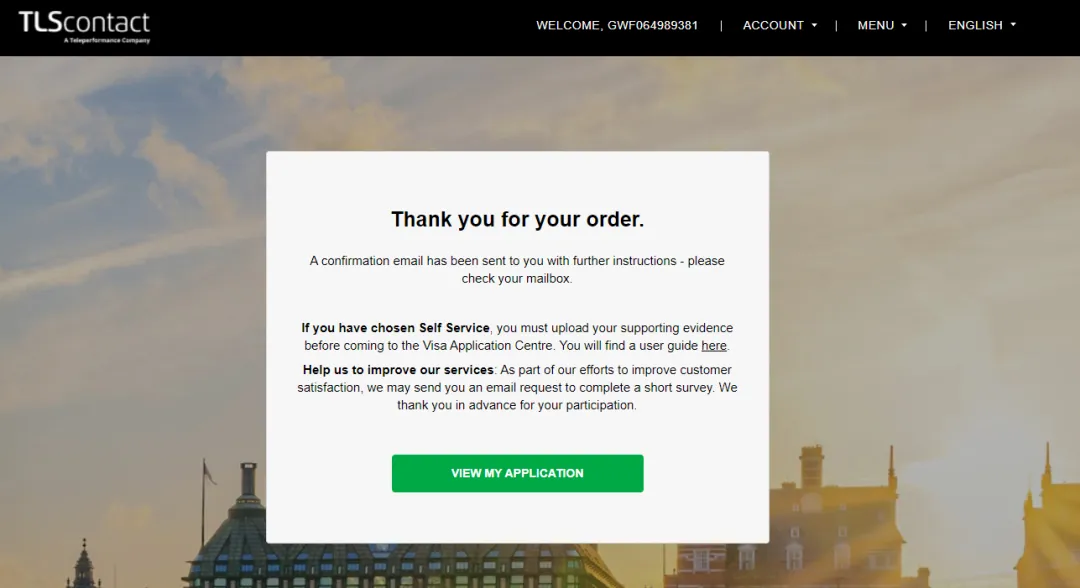 TLScontact
A Teleperformance Company
WELCOME, GWF064989381 | ACCOUNT | MENU | ENGLISH
Thank you for your order.
A confirmation email has been sent to you with further instructions - please
check your mailbox.
If you have chosen Self Service, you must upload your supporting evidence
before coming to the Visa Application Centre. You will find a user guide here.
Help us to improve our services: As part of our efforts to improve customer
satisfaction, we may send you an email request to complete a short survey. We
thank you in advance for your participation.
VIEW MY APPLICATION